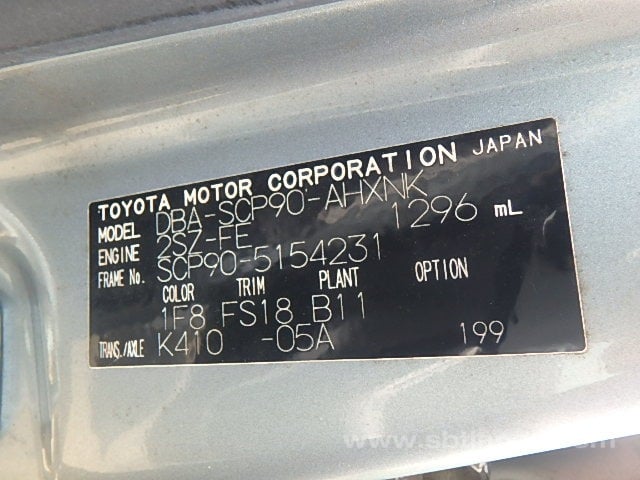 TOYOTA MOTOR CORPORATION JAPAN
MODEL DBA-SCP90-AHXNK
ENGINE 2SZ-FE 1296 mL
FRAME No. SCP90-5154231
COLOR TRIM PLANT OPTION
1F8 FS18 B11
TRANS./AXLE K410 -05A 199